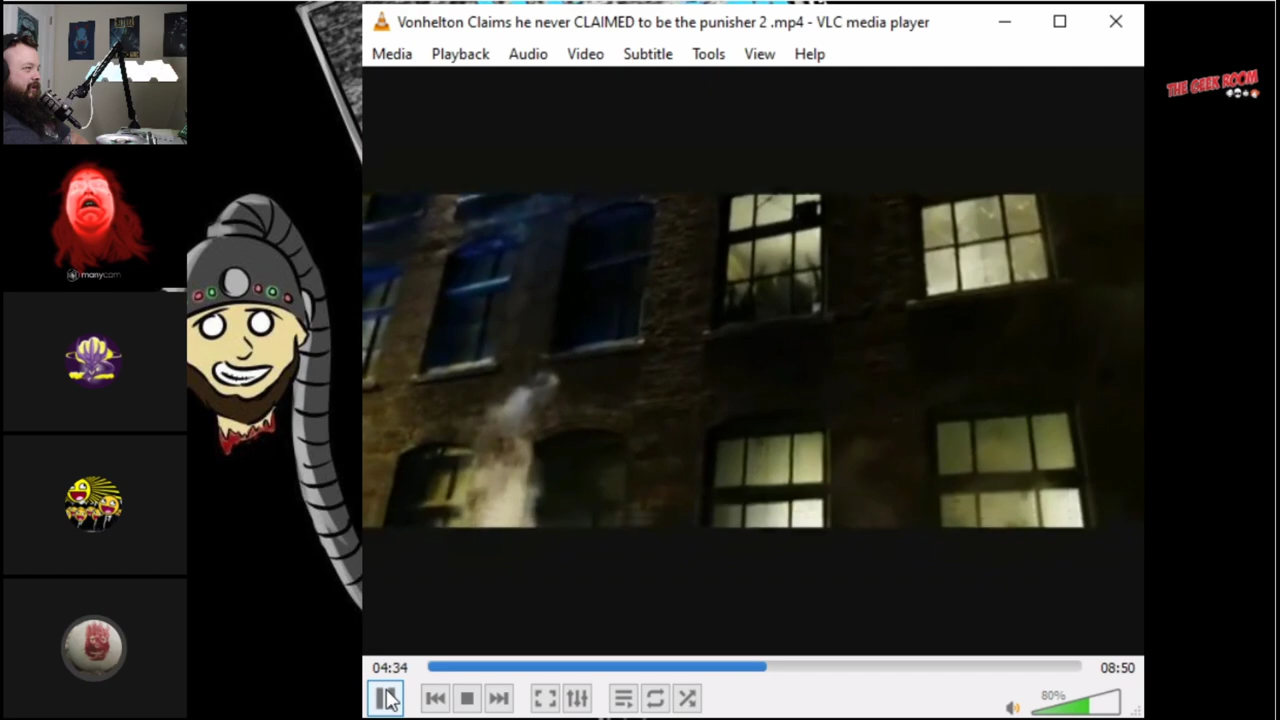 Vonhelton Claims he never CLAIMED to be the punisher 2 .mp4 - VLC media player
Media Playback Audio Video Subtitle Tools View Help
THE GEEK ROOM
manycam
04:34
08:50
80%